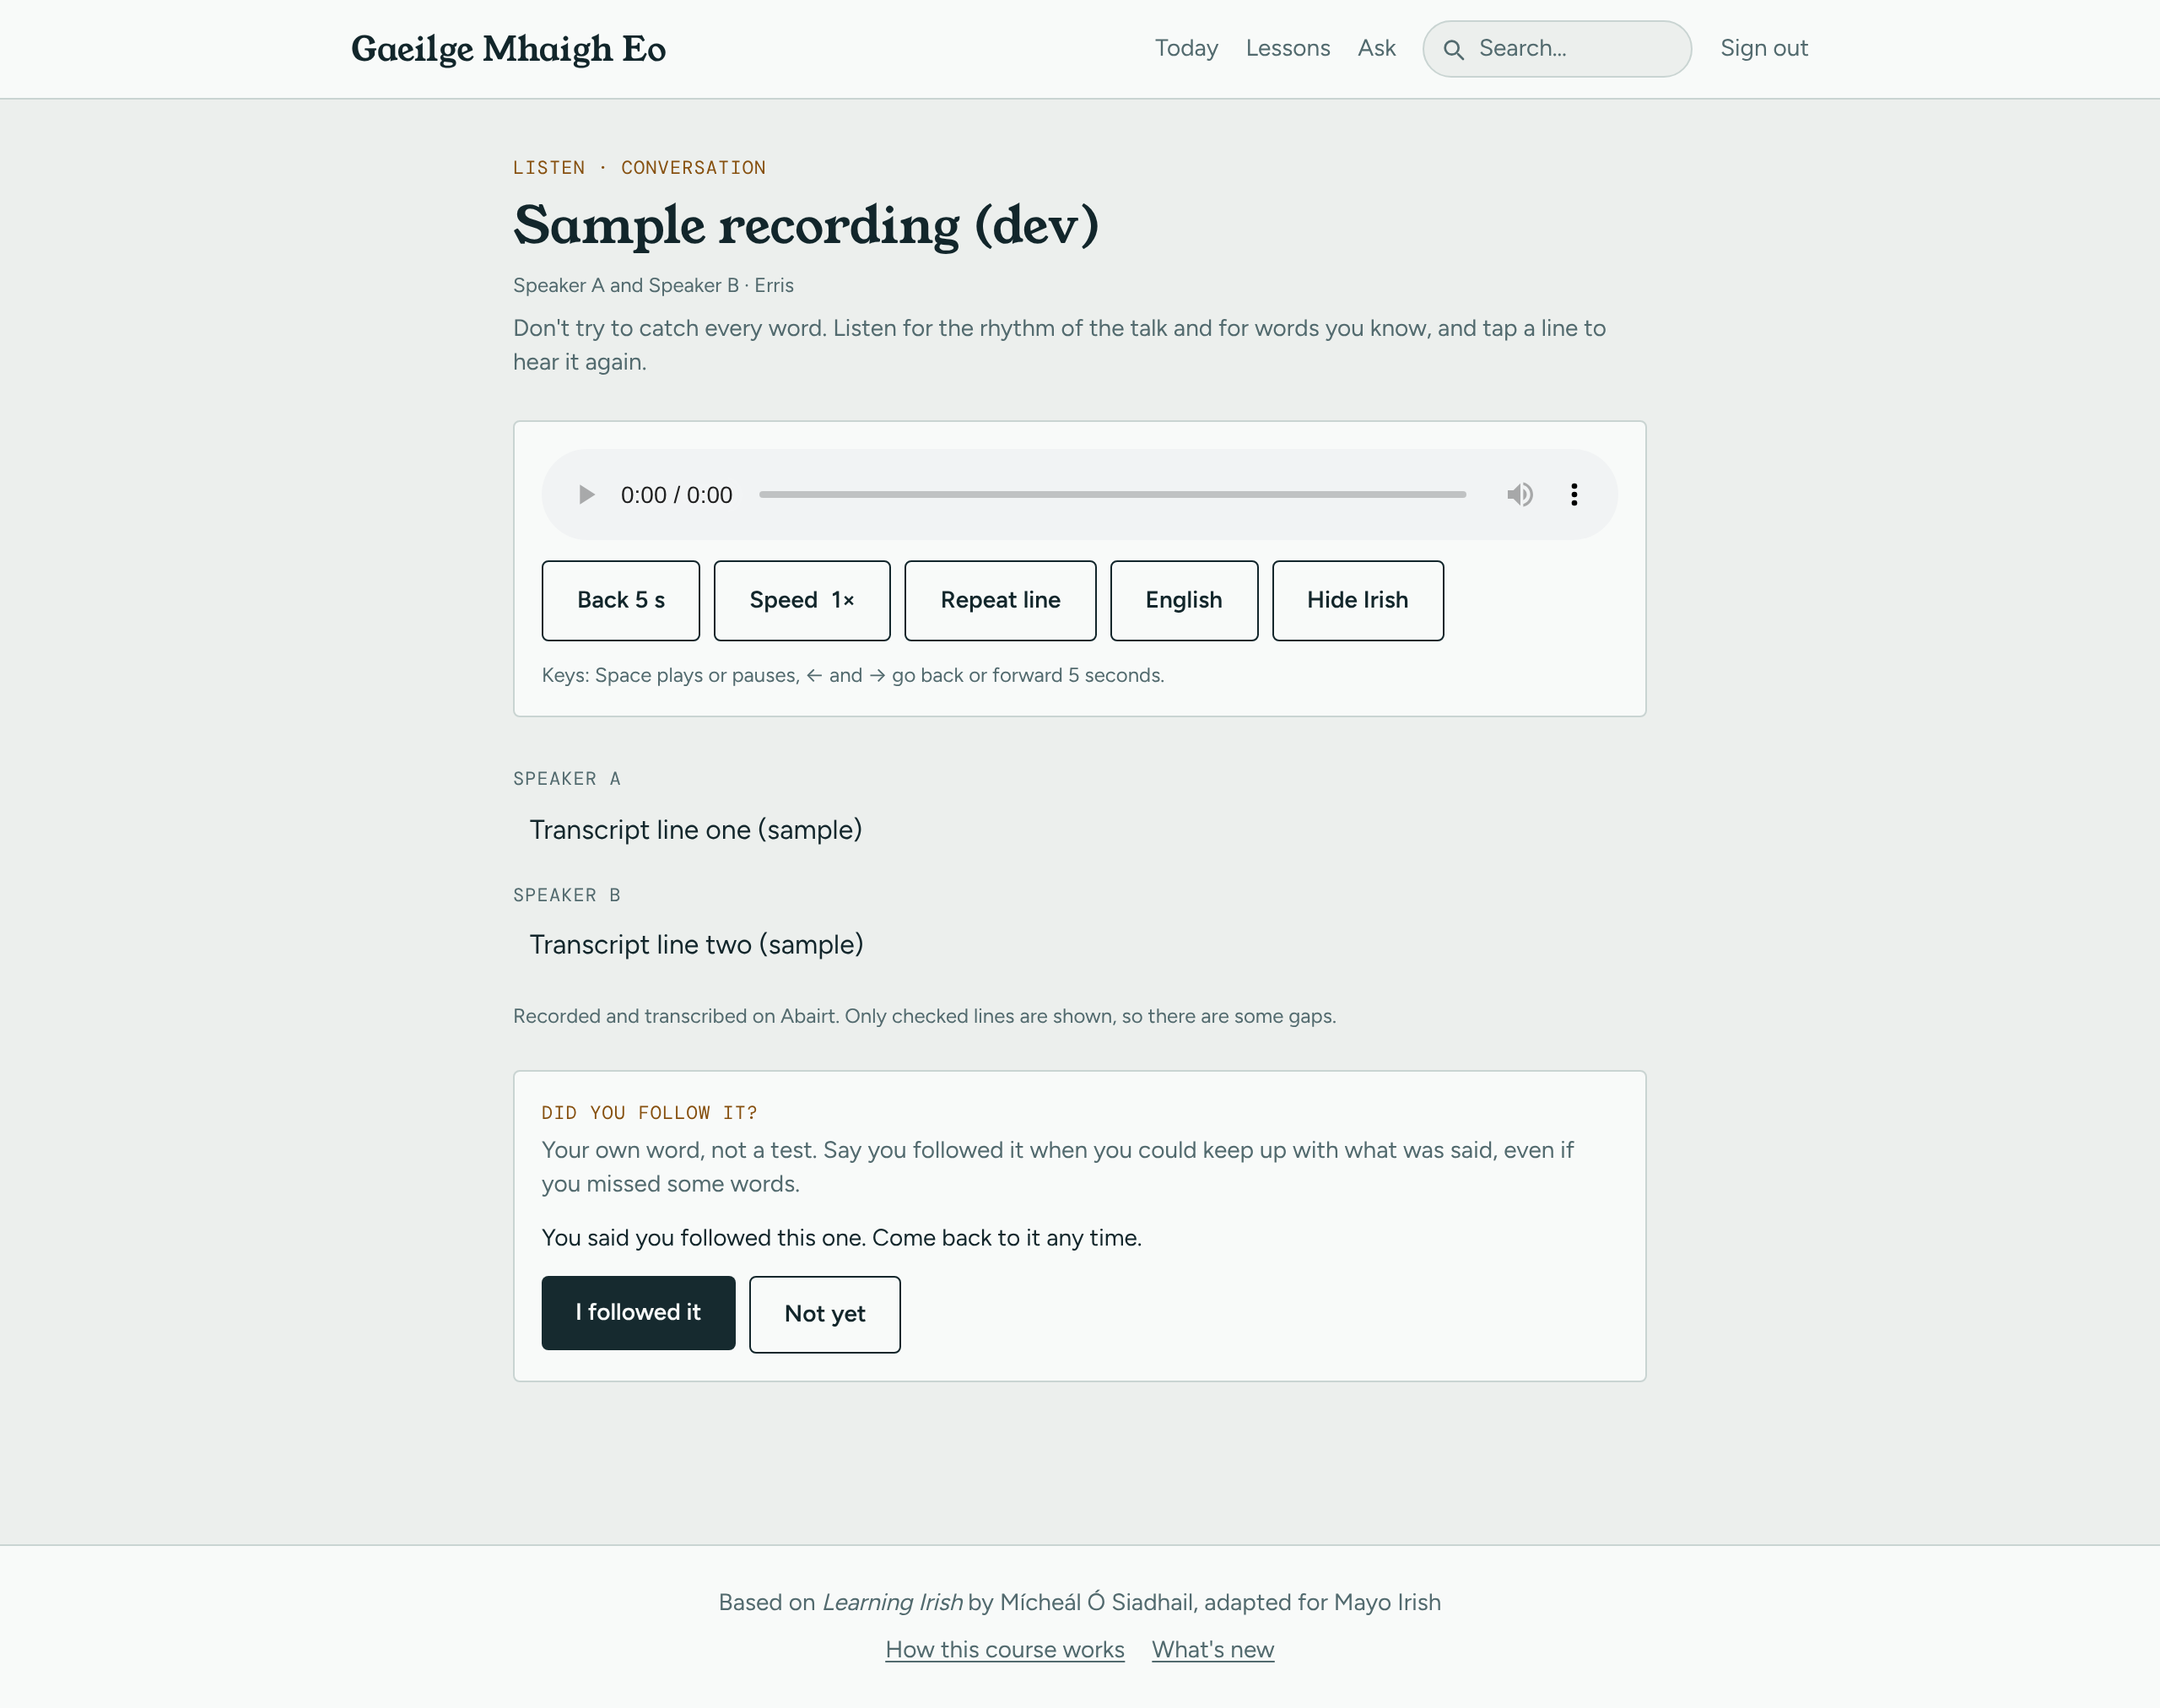 Gaeilge Mhaigh Eo
Today Lessons Ask Search... Sign out
LISTEN · CONVERSATION
Sample recording (dev)
Speaker A and Speaker B · Erris
Don't try to catch every word. Listen for the rhythm of the talk and for words you know, and tap a line to
hear it again.
0:00 / 0:00
Back 5 s Speed 1× Repeat line English Hide Irish
Keys: Space plays or pauses, ← and → go back or forward 5 seconds.
SPEAKER A
Transcript line one (sample)
SPEAKER B
Transcript line two (sample)
Recorded and transcribed on Abairt. Only checked lines are shown, so there are some gaps.
DID YOU FOLLOW IT?
Your own word, not a test. Say you followed it when you could keep up with what was said, even if
you missed some words.
You said you followed this one. Come back to it any time.
I followed it Not yet
Based on Learning Irish by Mícheál Ó Siadhail, adapted for Mayo Irish
How this course works What's new